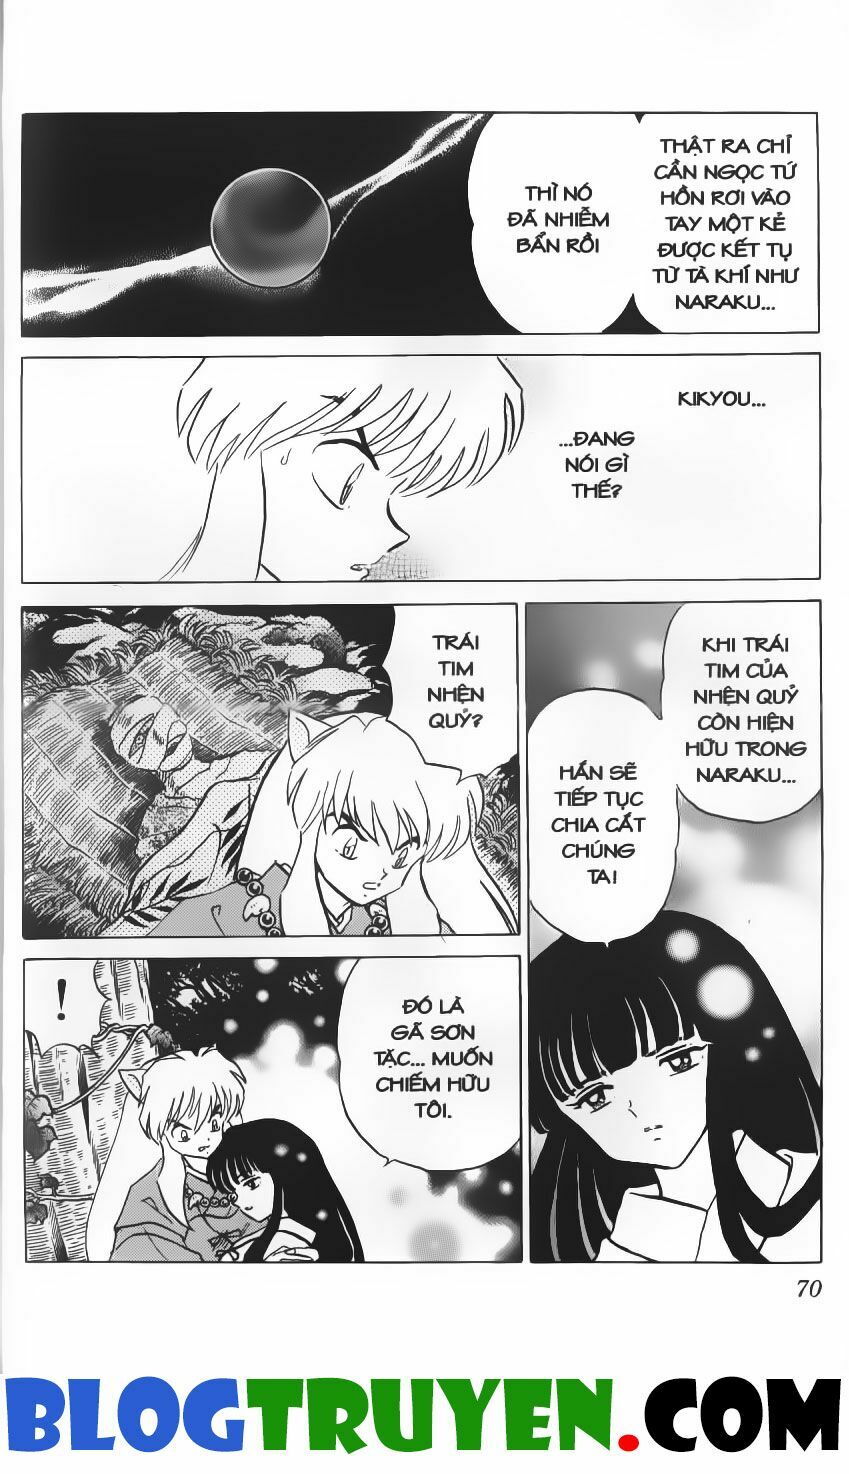 THẬT RA CHỈ
CẦN NGỌC TỨ
HỒN RƠI VÀO
TAY MỘT KẺ
ĐƯỢC KẾT TỤ
TỪ TÀ KHÍ NHƯ
NARAKU...
THÌ NÓ
ĐÃ NHIỄM
BẨN RỒI
KIKYOU...
...ĐANG
NÓI GÌ
THẾ?
KHI TRÁI
TIM CỦA
NHỆN QUỶ
CÒN HIỆN
HỮU TRONG
NARAKU...
HẮN SẼ
TIẾP TỤC
CHIA CẮT
CHÚNG
TA!
TRÁI
TIM
NHỆN
QUỶ?
ĐÓ LÀ
GÃ SƠN
TẶC... MUỐN
CHIẾM HỮU
TÔI.
!
70
BLOGTRUYEN.COM